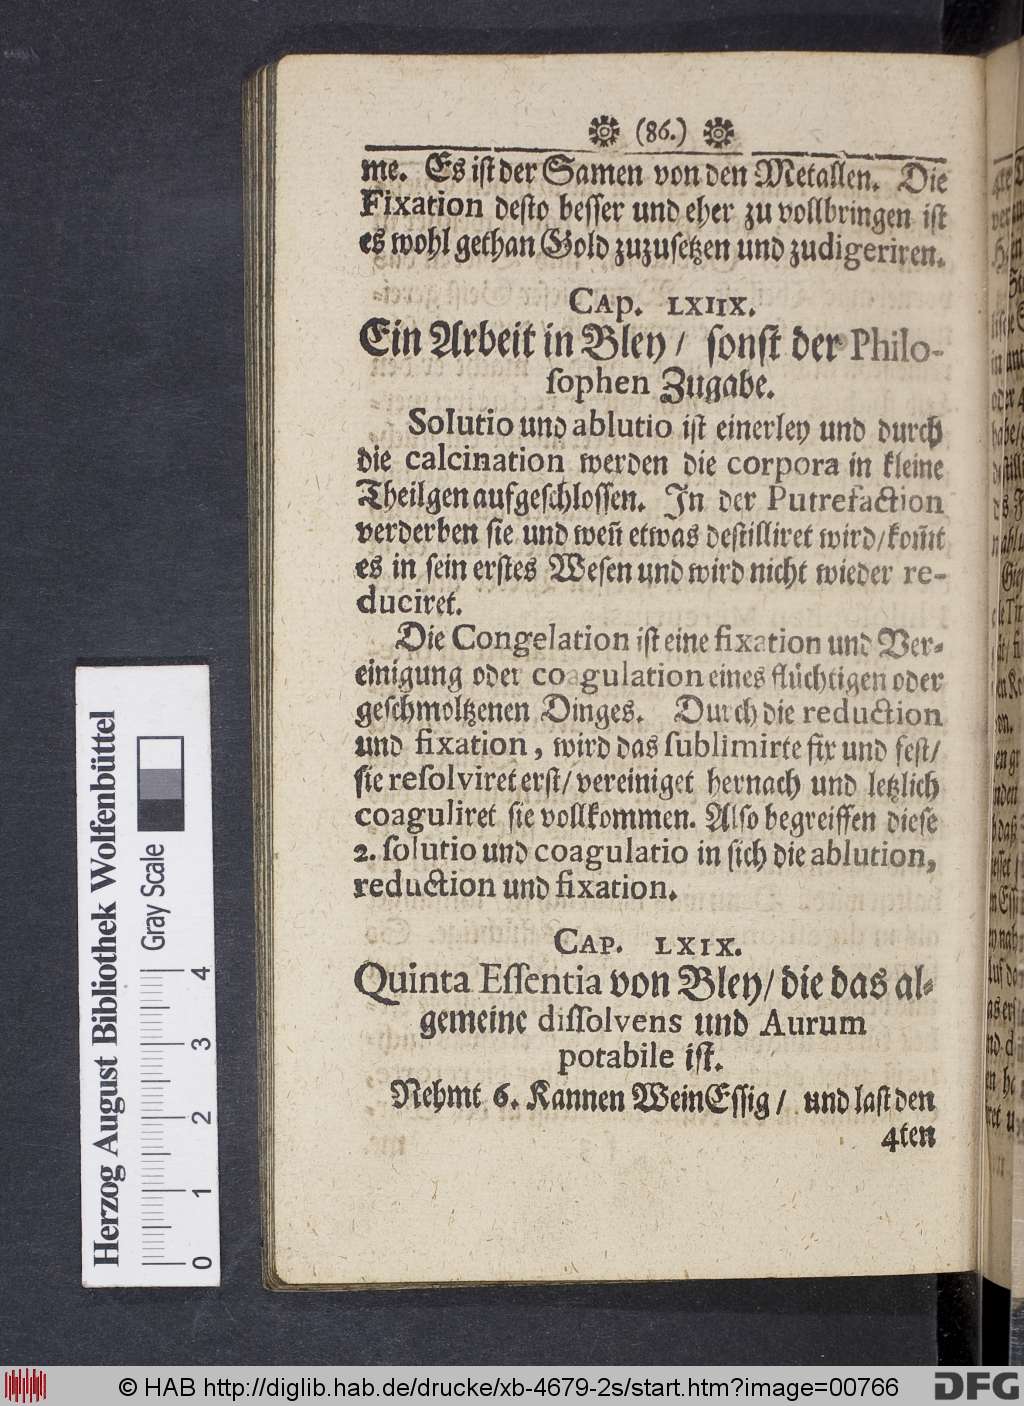 (86.)
me. Es ist der Samen von den Metallen. Die
Fixation desto besser und eher zu vollbringen ist
es wohl gethan Gold zuzusetzen und zu digeriren.
CAp. LXIIX.
Ein Arbeit in Bley / sonst der Philo-
sophen Zugabe.
Solutio und ablutio ist einerley und durch
die calcination werden die corpora in kleine
Theilgen aufgeschlossen. In der Putrefaction
verderben sie und weñ etwas destilliret wird / kom̃t
es in sein erstes Wesen und wird nicht wieder re-
duciret.
Die Congelation ist eine fixation und Ver-
einigung oder coagulation eines flüchtigen oder
geschmoltzenen Dinges. Durch die reduction
und fixation, wird das sublimirte fix und fest /
sie resolviret erst / vereiniget hernach und letzlich
coaguliret sie vollkommen. Also begreiffen diese
2. solutio und coagulatio in sich die ablution,
reduction und fixation.
CAP. LXIX.
Quinta Essentia von Bley / die das al-
gemeine dissolvens und Aurum
potabile ist.
Nehmt 6. Kannen WeinEssig / und last den
4ten
Herzog August Bibliothek Wolfenbüttel
Gray Scale
0 1 2 3 4
© HAB http://diglib.hab.de/drucke/xb-4679-2s/start.htm?image=00766
DFG